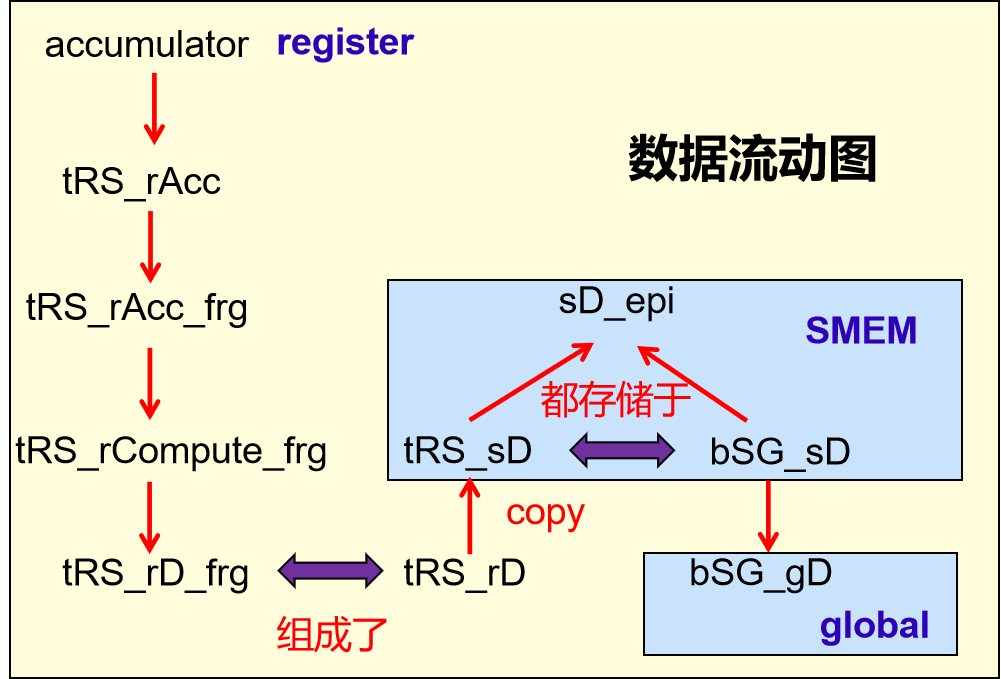 accumulator register
数据流动图
tRS_rAcc
tRS_rAcc_frg
sD_epi
SMEM
都存储于
tRS_rCompute_frg
tRS_sD
bSG_sD
copy
tRS_rD_frg
tRS_rD
bSG_gD
组成了
global